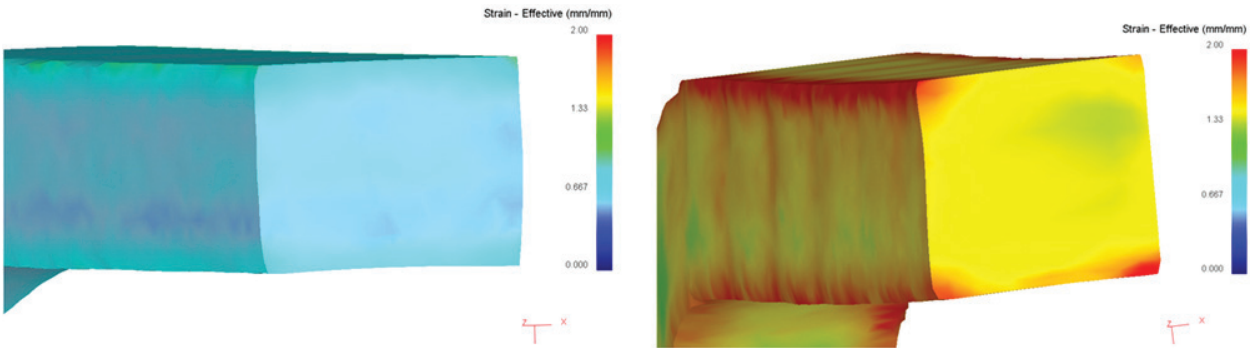 Strain - Effective (mm/mm)
2.00
1.33
0.667
0.000
Z X
Strain - Effective (mm/mm)
2.00
1.33
0.667
0.000
Z X